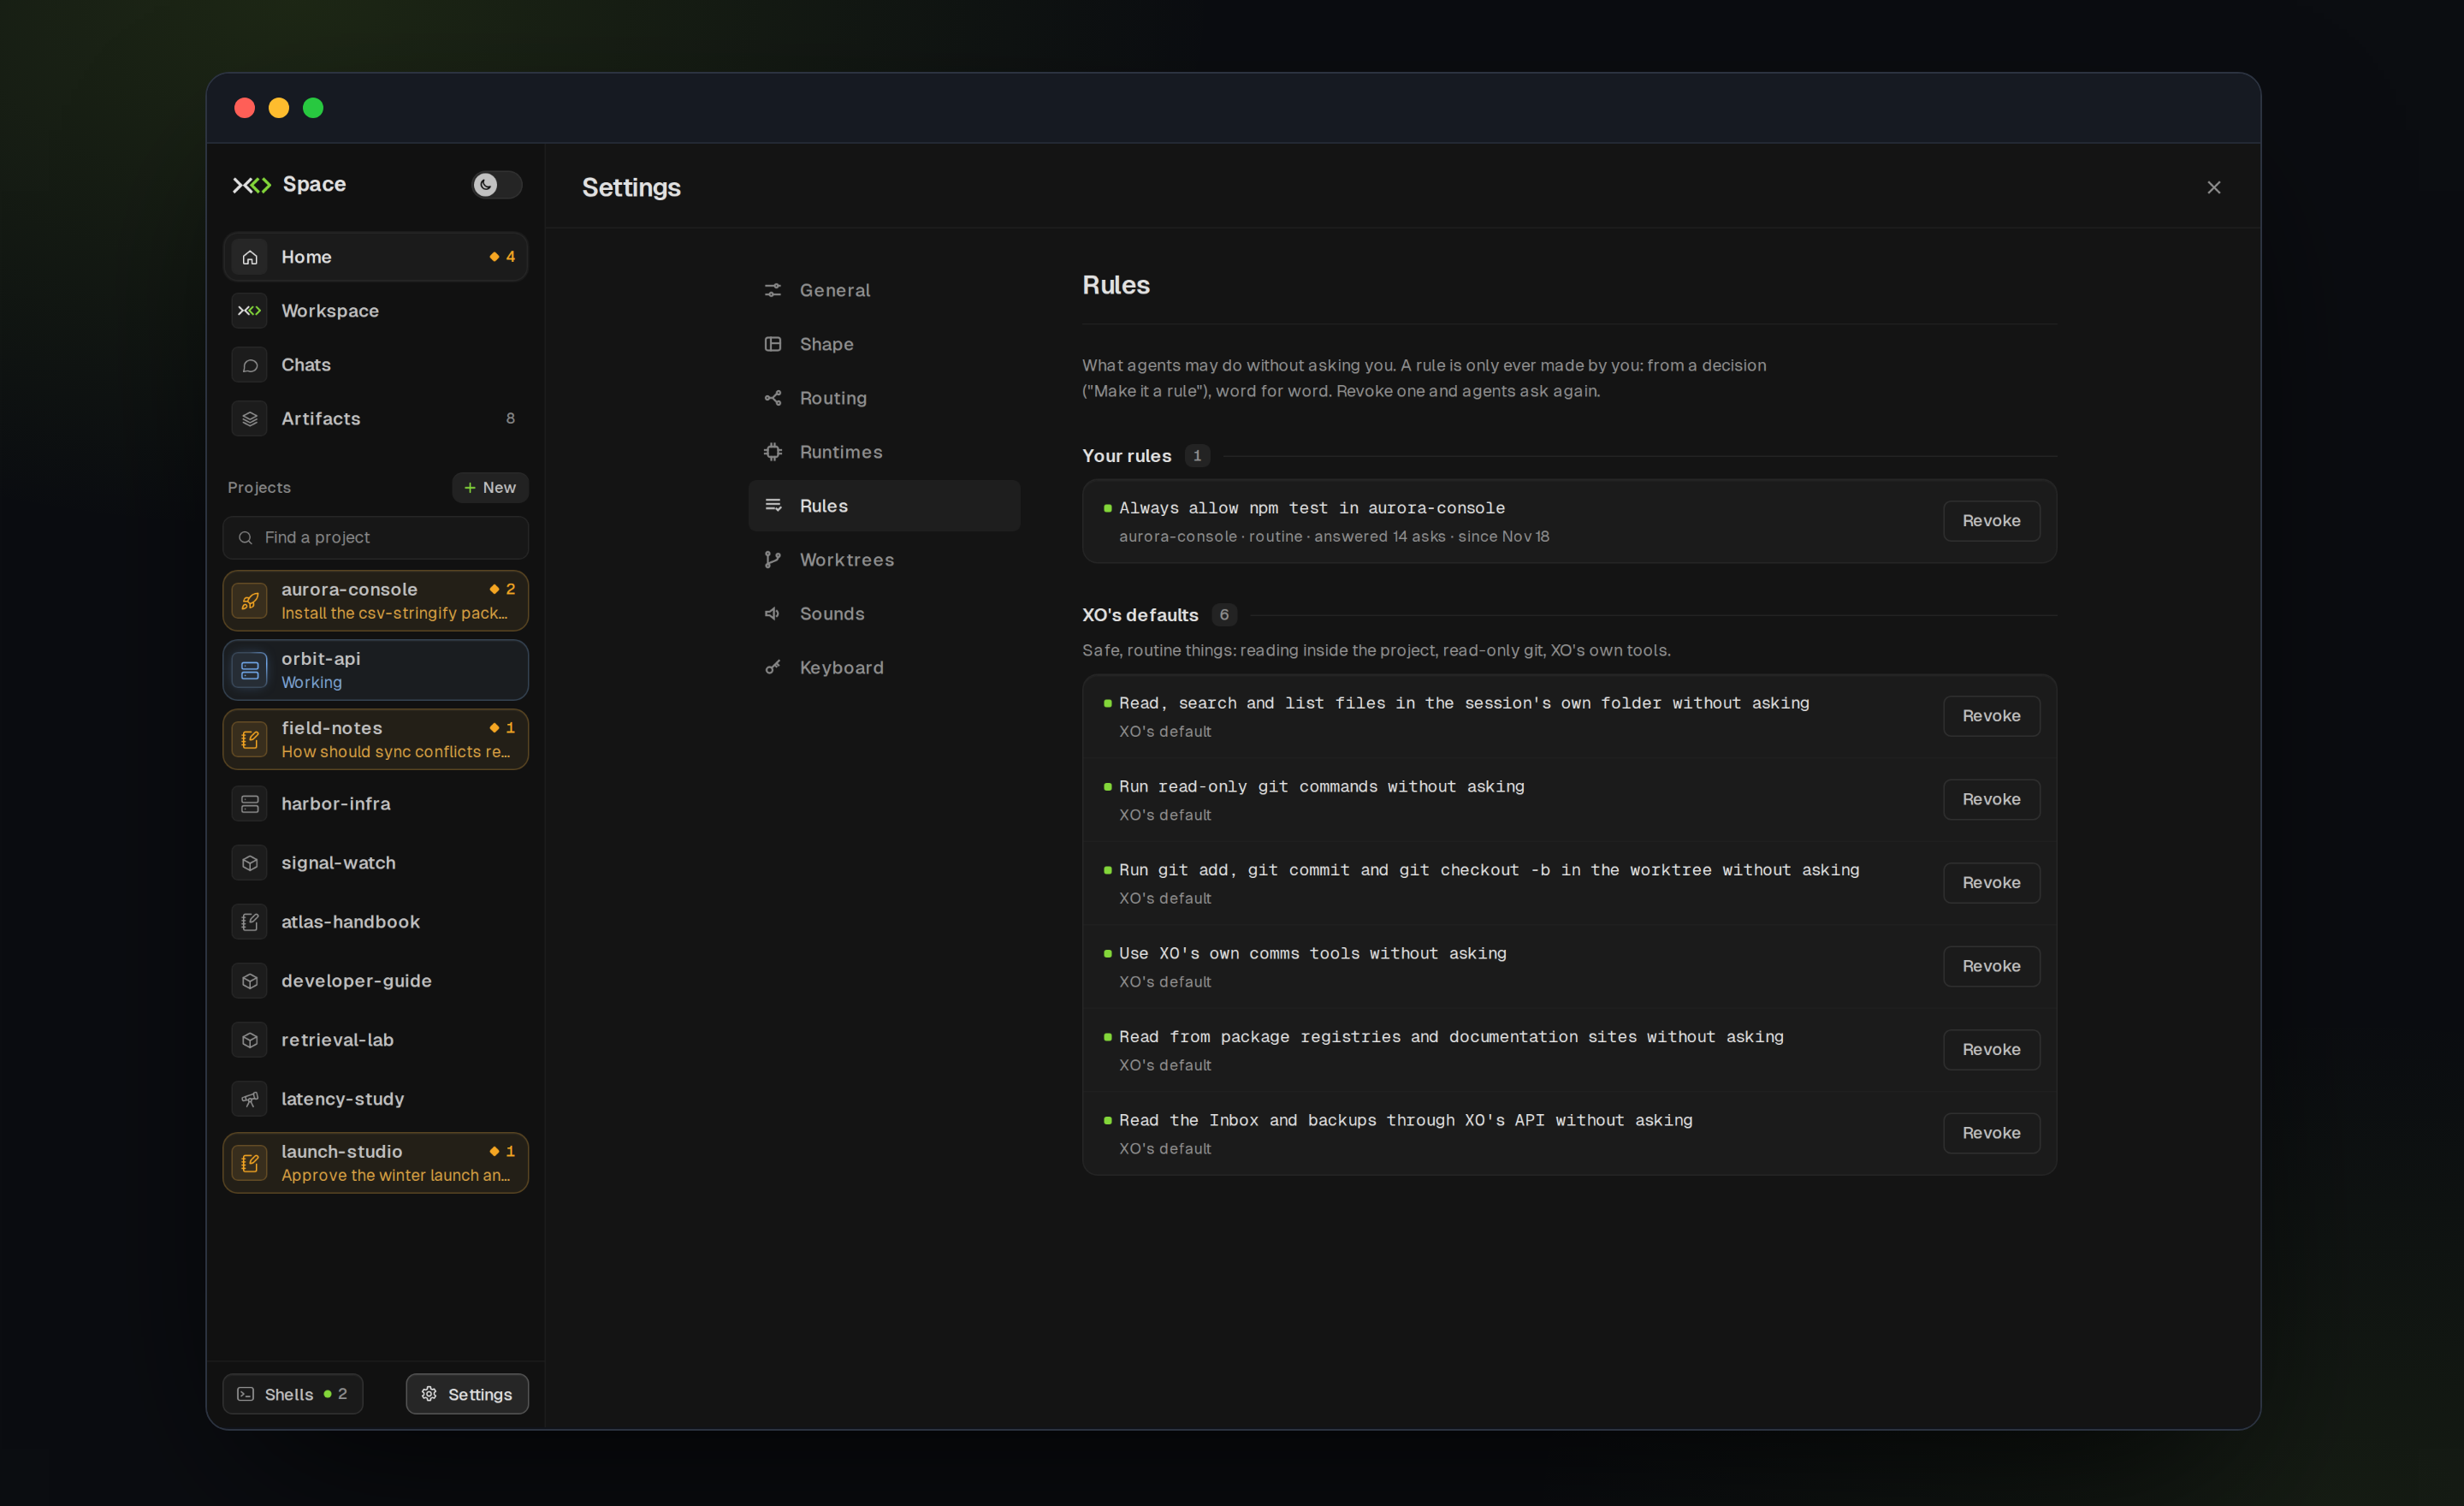 Space
Home 4
Workspace
Chats
Artifacts 8
Projects + New
Find a project
aurora-console 2
Install the csv-stringify pack...
orbit-api
Working
field-notes 1
How should sync conflicts re...
harbor-infra
signal-watch
atlas-handbook
developer-guide
retrieval-lab
latency-study
launch-studio 1
Approve the winter launch an...
Shells 2
Settings
Settings
General
Shape
Routing
Runtimes
Rules
Worktrees
Sounds
Keyboard
Rules
What agents may do without asking you. A rule is only ever made by you: from a decision
("Make it a rule"), word for word. Revoke one and agents ask again.
Your rules 1
Always allow npm test in aurora-console
aurora-console · routine · answered 14 asks · since Nov 18
Revoke
XO's defaults 6
Safe, routine things: reading inside the project, read-only git, XO's own tools.
Read, search and list files in the session's own folder without asking
XO's default
Revoke
Run read-only git commands without asking
XO's default
Revoke
Run git add, git commit and git checkout -b in the worktree without asking
XO's default
Revoke
Use XO's own comms tools without asking
XO's default
Revoke
Read from package registries and documentation sites without asking
XO's default
Revoke
Read the Inbox and backups through XO's API without asking
XO's default
Revoke